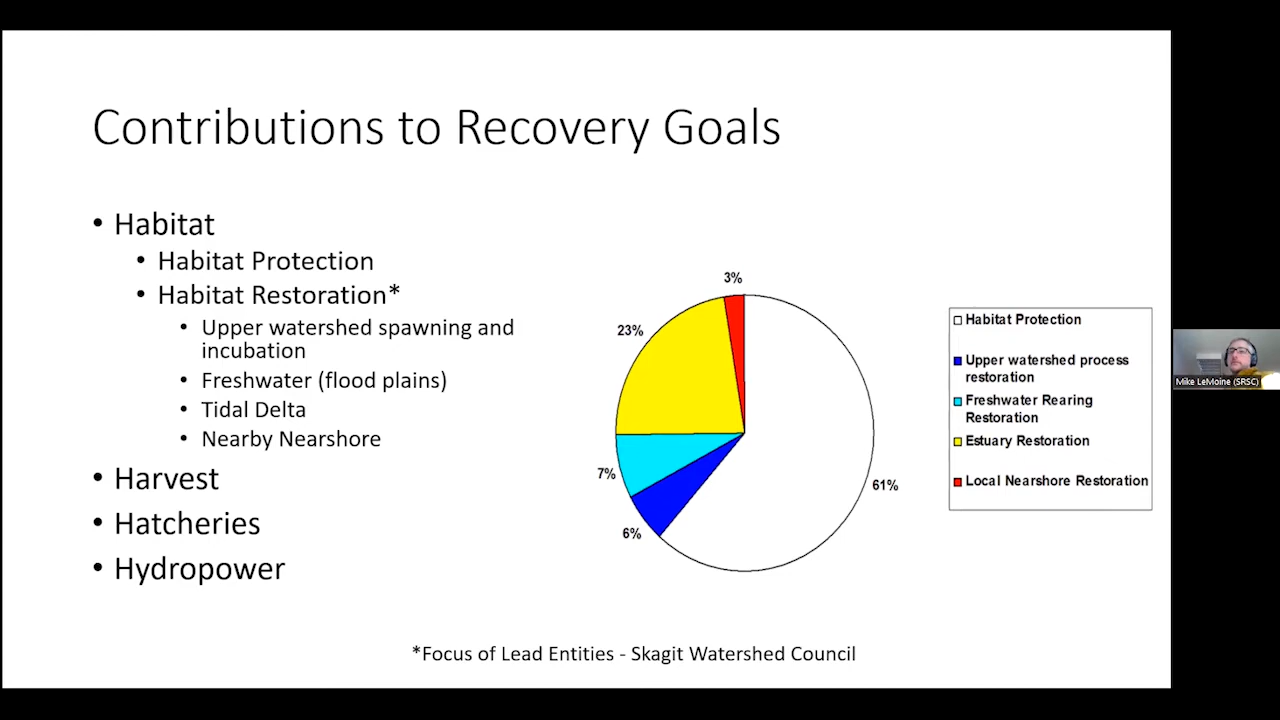 Contributions to Recovery Goals
• Habitat
• Habitat Protection
• Habitat Restoration*
• Upper watershed spawning and
incubation
• Freshwater (flood plains)
• Tidal Delta
• Nearby Nearshore
• Harvest
• Hatcheries
• Hydropower
3%
23%
7%
6%
61%
Habitat Protection
Upper watershed process
restoration
Freshwater Rearing
Restoration
Estuary Restoration
Local Nearshore Restoration
*Focus of Lead Entities - Skagit Watershed Council
Mike LeMoine (SRSC)